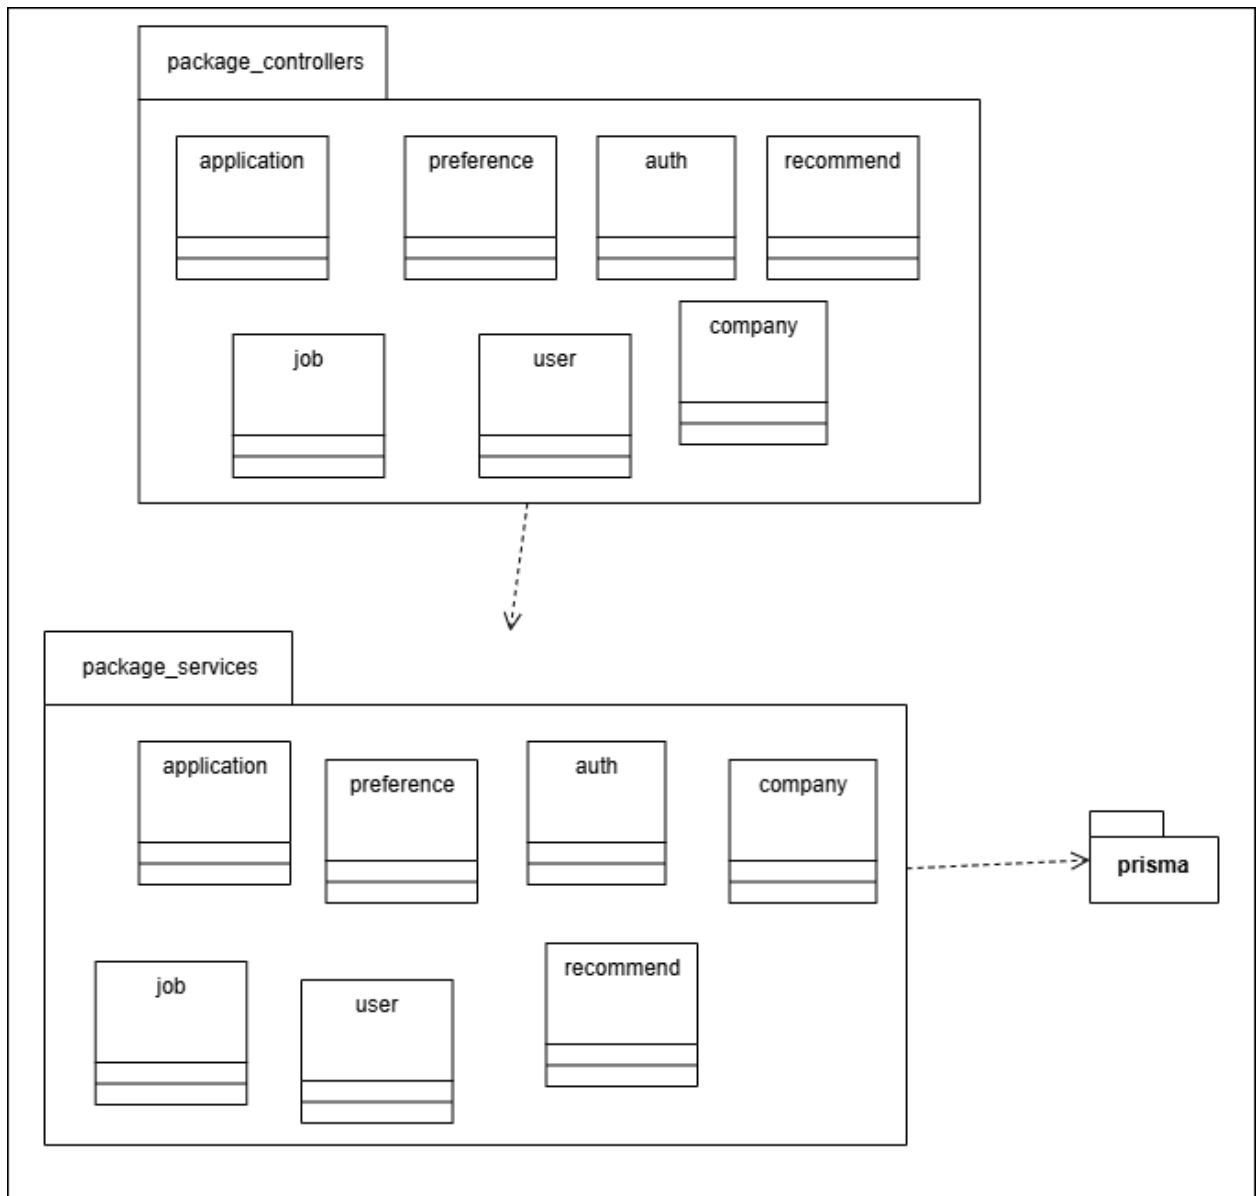 package_controllers
application
preference
auth
recommend
company
job
user
package_services
application
preference
auth
company
prisma
job
user
recommend